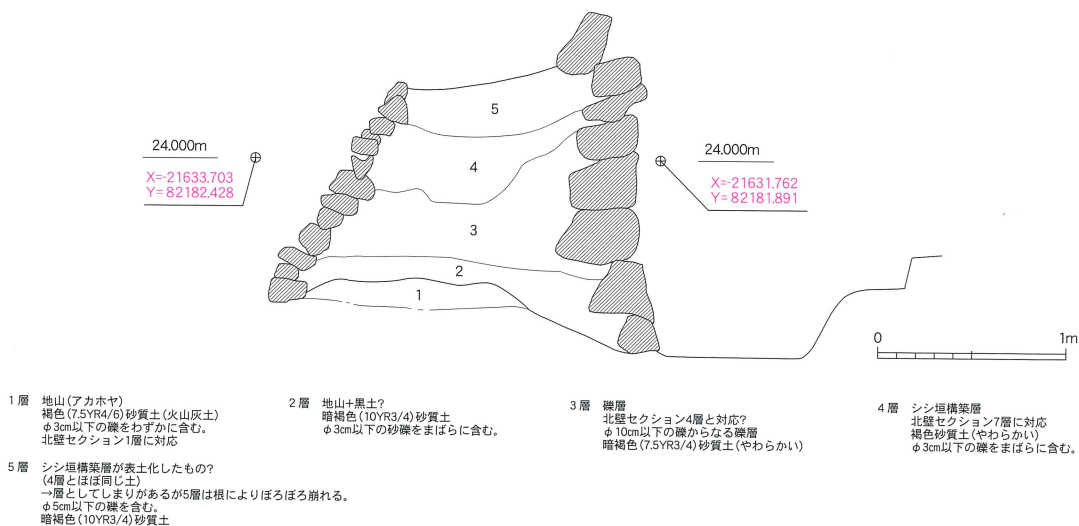 5
24.000m
X=-21633.703
Y= 82182.428
4
24.000m
X=-21631.762
Y= 82181.891
3
2
1
0 1m
1層 地山(アカホヤ)
褐色(7.5YR4/6)砂質土(火山灰土)
φ3cm以下の礫をわずかに含む。
北壁セクション1層に対応
2層 地山+黒土?
暗褐色(10YR3/4)砂質土
φ3cm以下の砂礫をまばらに含む。
3層 礫層
北壁セクション4層と対応?
φ10cm以下の礫からなる礫層
暗褐色(7.5YR3/4)砂質土(やわらかい)
4層 シシ垣構築層
北壁セクション7層に対応
褐色砂質土(やわらかい)
φ3cm以下の礫をまばらに含む。
5層 シシ垣構築層が表土化したもの?
(4層とほぼ同じ土)
→層としてしまりがあるが5層は根によりぼろぼろ崩れる。
φ5cm以下の礫を含む。
暗褐色(10YR3/4)砂質土